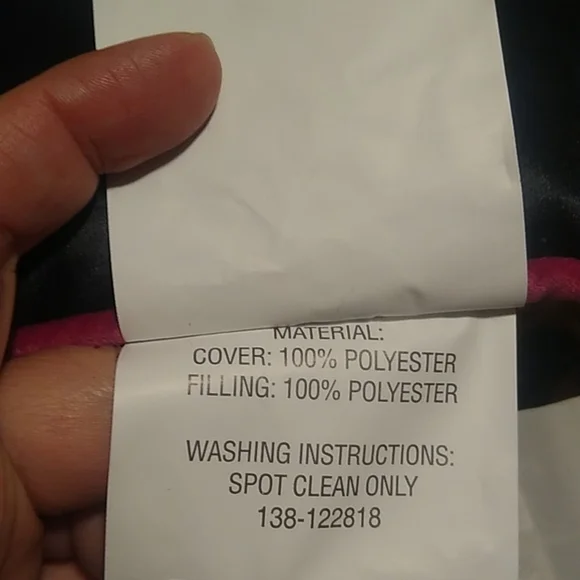 MATERIAL:
COVER: 100% POLYESTER
FILLING: 100% POLYESTER
WASHING INSTRUCTIONS:
SPOT CLEAN ONLY
138-122818